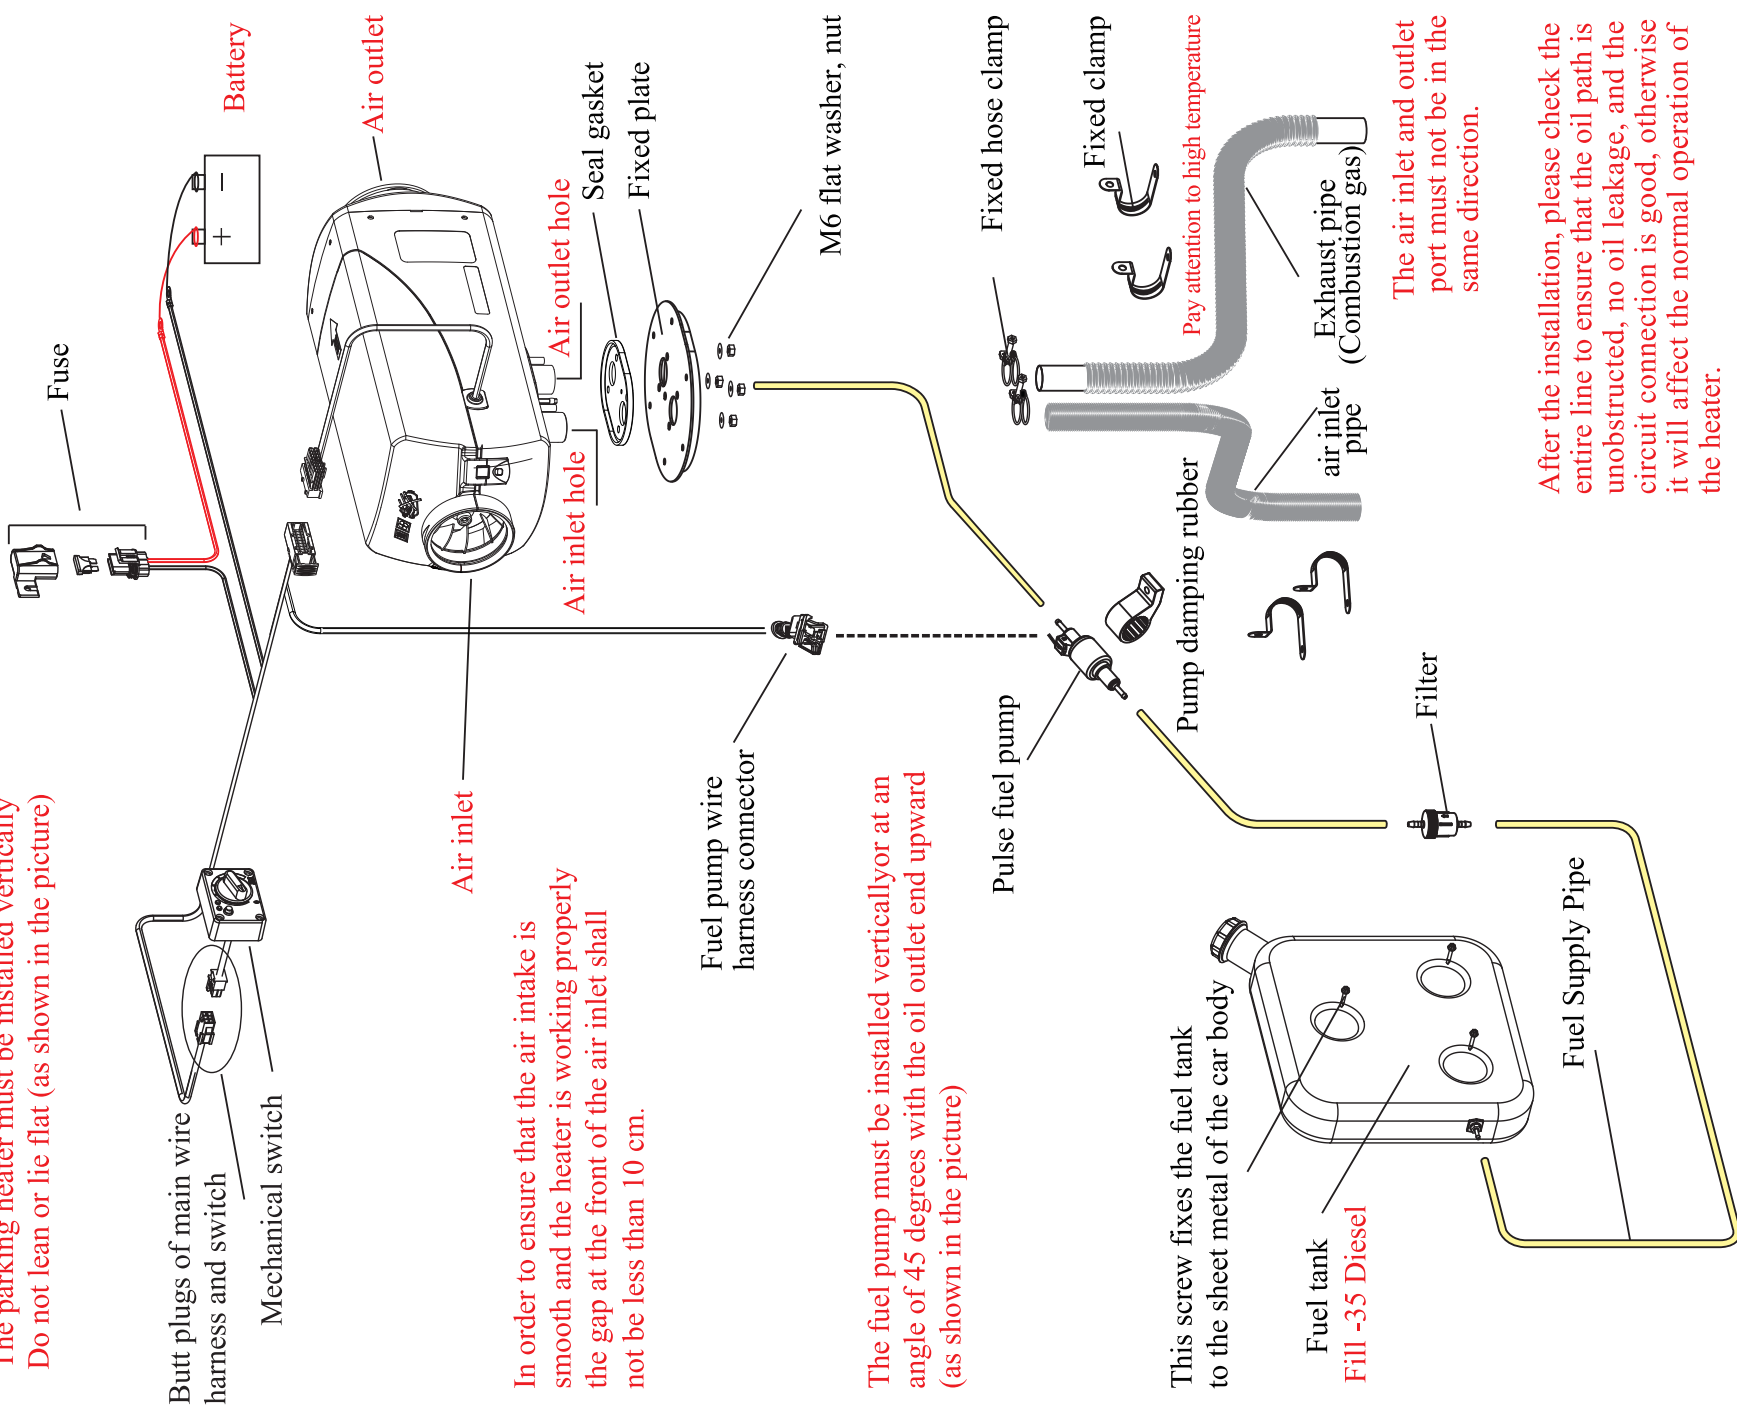 The parking heater must be installed vertically
Do not lean or lie flat (as shown in the picture)
Fuse
Battery
+ −
Butt plugs of main wire
harness and switch
Mechanical switch
Air outlet
Air inlet
In order to ensure that the air intake is
smooth and the heater is working properly
the gap at the front of the air inlet shall
not be less than 10 cm.
Air inlet hole
Air outlet hole
Seal gasket
Fixed plate
Fuel pump wire
harness connector
M6 flat washer, nut
The fuel pump must be installed verticallyor at an
angle of 45 degrees with the oil outlet end upward
(as shown in the picture)
Pulse fuel pump
Fixed hose clamp
Fixed clamp
Pump damping rubber
Pay attention to high temperature
This screw fixes the fuel tank
to the sheet metal of the car body
Fuel tank
Fill -35 Diesel
air inlet
pipe
Exhaust pipe
(Combustion gas)
The air inlet and outlet
port must not be in the
same direction.
Filter
Fuel Supply Pipe
After the installation, please check the
entire line to ensure that the oil path is
unobstructed, no oil leakage, and the
circuit connection is good, otherwise
it will affect the normal operation of
the heater.